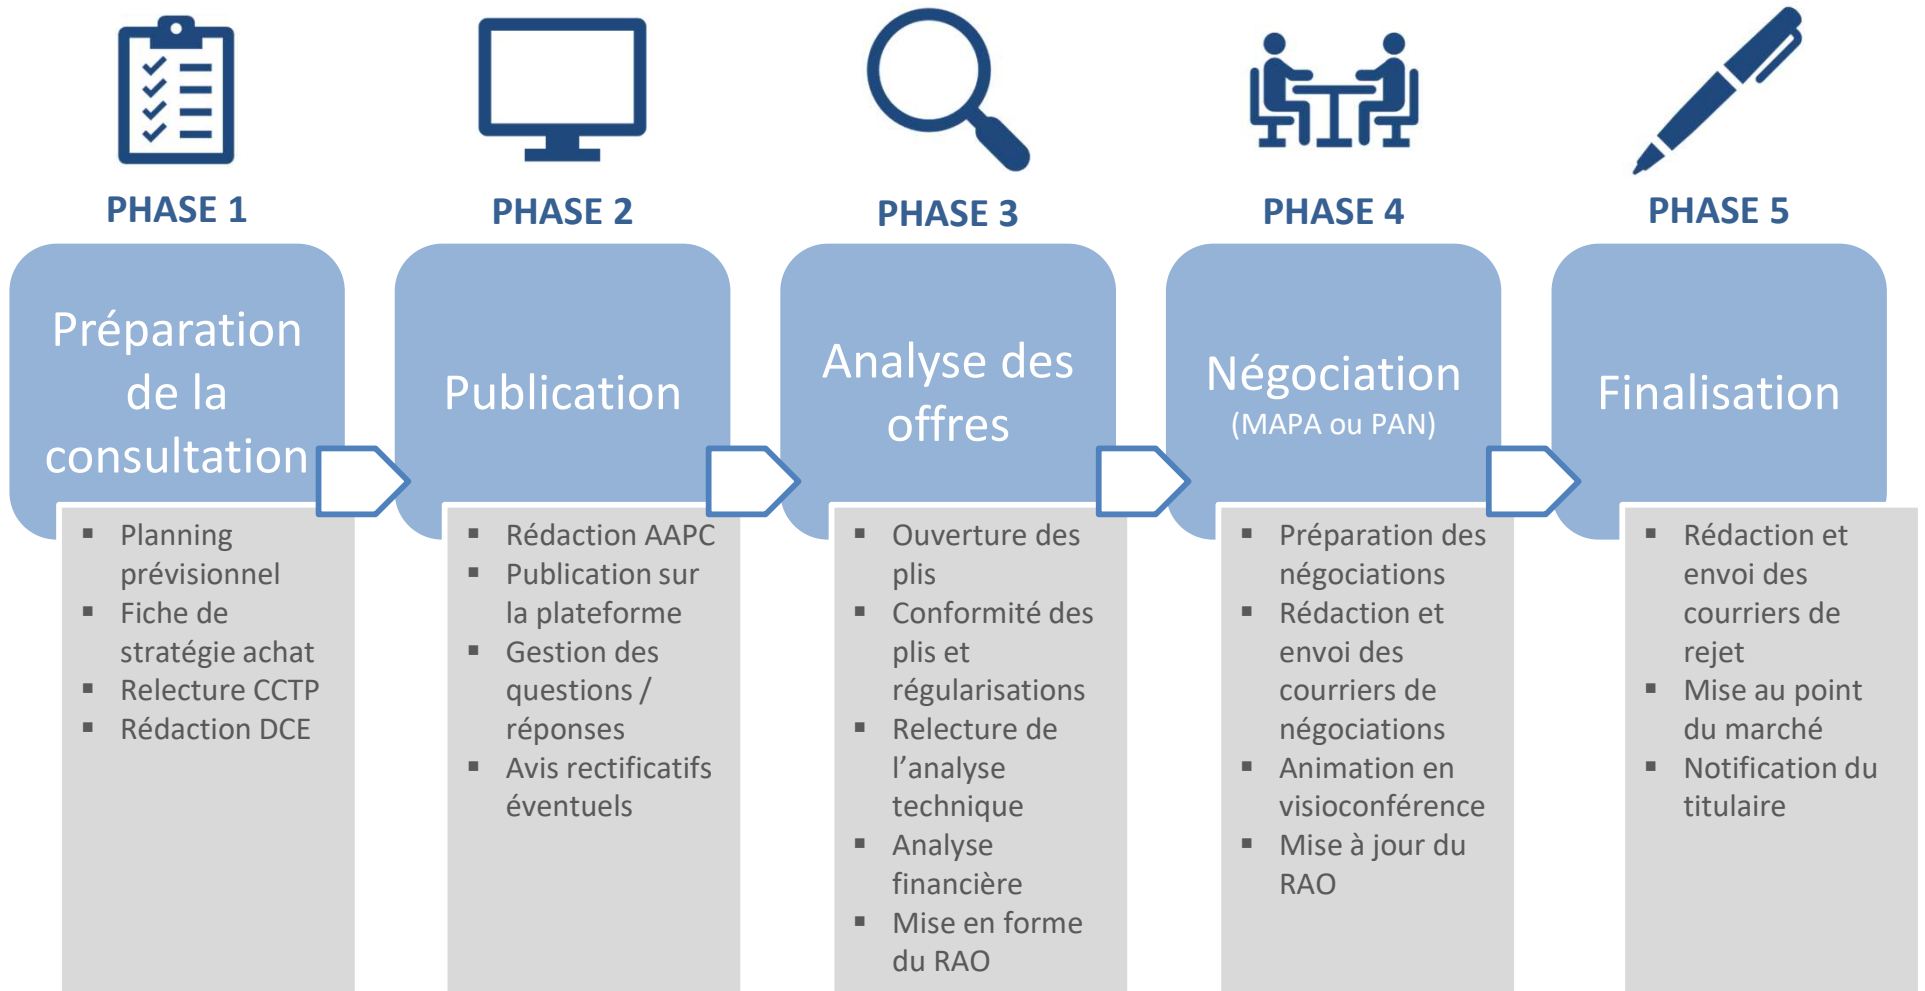 PHASE 1
Préparation
de la
consultation
▪ Planning
prévisionnel
▪ Fiche de
stratégie achat
▪ Relecture CCTP
▪ Rédaction DCE
PHASE 2
Publication
▪ Rédaction AAPC
▪ Publication sur
la plateforme
▪ Gestion des
questions /
réponses
▪ Avis rectificatifs
éventuels
PHASE 3
Analyse des
offres
▪ Ouverture des
plis
▪ Conformité des
plis et
régularisations
▪ Relecture de
l’analyse
technique
▪ Analyse
financière
▪ Mise en forme
du RAO
PHASE 4
Négociation
(MAPA ou PAN)
▪ Préparation des
négociations
▪ Rédaction et
envoi des
courriers de
négociations
▪ Animation en
visioconférence
▪ Mise à jour du
RAO
PHASE 5
Finalisation
▪ Rédaction et
envoi des
courriers de
rejet
▪ Mise au point
du marché
▪ Notification du
titulaire